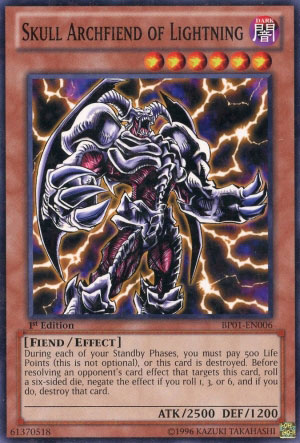 SKULL ARCHFIEND OF LIGHTNING
DARK
闇
1st Edition
BP01-EN006
[FIEND / EFFECT]
During each of your Standby Phases, you must pay 500 Life
Points (this is not optional), or this card is destroyed. Before
resolving an opponent's card effect that targets this card, roll
a six-sided die, negate the effect if you roll 1, 3, or 6, and if you
do, destroy that card.
ATK/2500 DEF/1200
61370518
©1996 KAZUKI TAKAHASHI